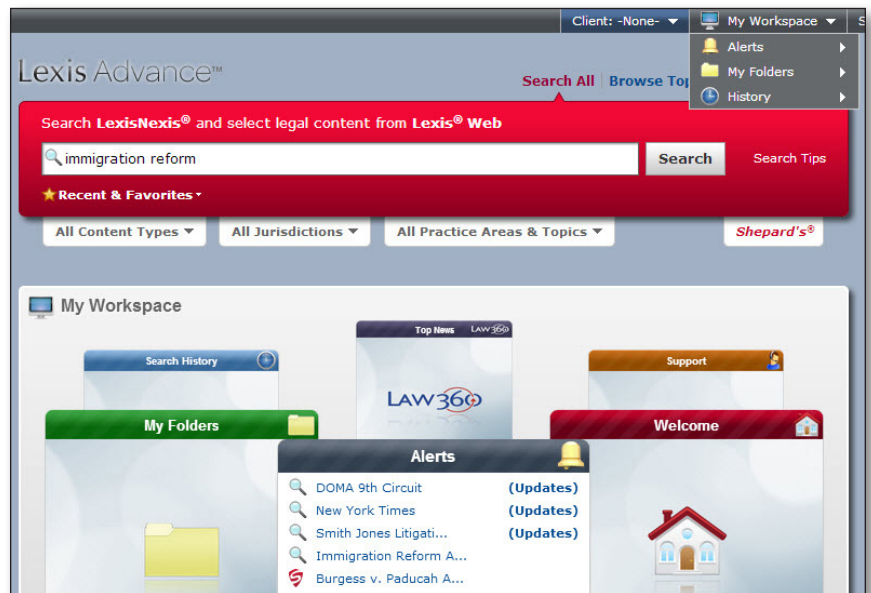 Client: -None- My Workspace S
Alerts
My Folders
History
Lexis Advance™
Search All Browse Top
Search LexisNexis® and select legal content from Lexis® Web
immigration reform Search Search Tips
Recent & Favorites
All Content Types All Jurisdictions All Practice Areas & Topics Shepard's®
My Workspace
Top News LAW360
Search History
Support
LAW360
My Folders
Welcome
Alerts
DOMA 9th Circuit (Updates)
New York Times (Updates)
Smith Jones Litigati... (Updates)
Immigration Reform A...
Burgess v. Paducah A...